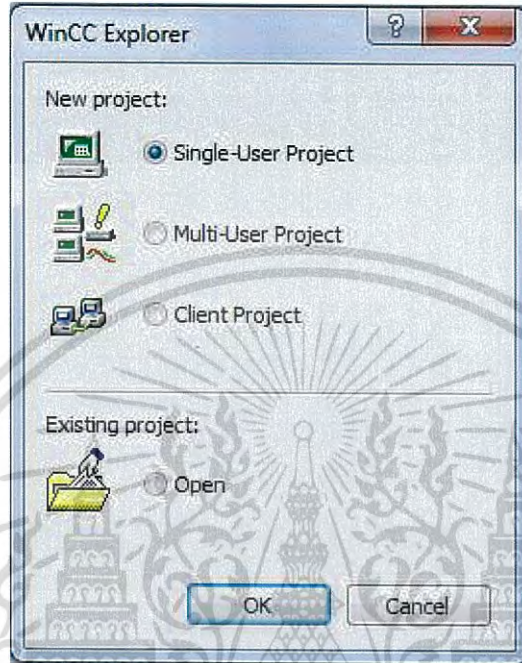 WinCC Explorer
New project:
Single-User Project
Multi-User Project
Client Project
Existing project:
Open
OK
Cancel